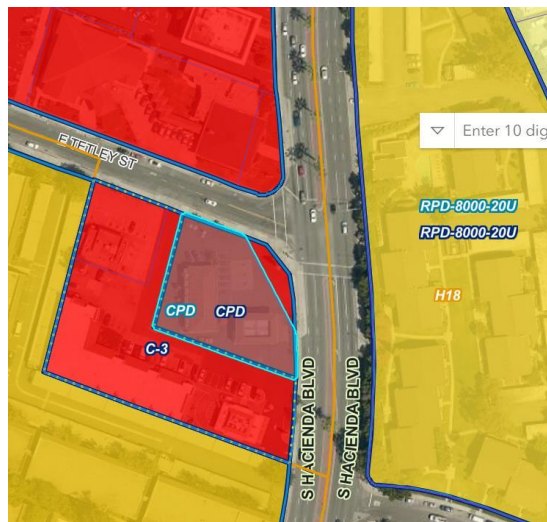 E TETLEY ST
Enter 10 dig
RPD-8000-20U
RPD-8000-20U
H18
CPD
CPD
C-3
S HACIENDA BLVD
S HACIENDA BLVD